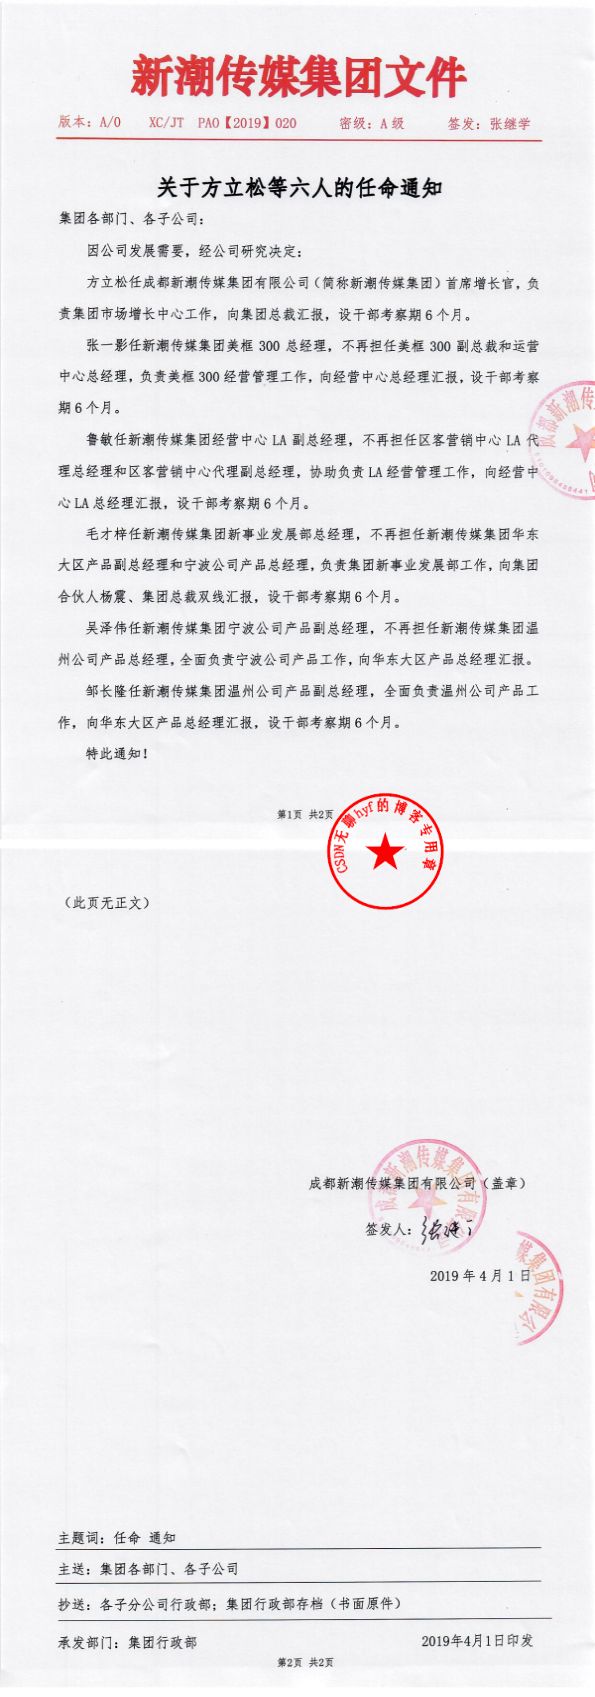 新潮传媒集团文件
版本：A/0 XC/JT PAO【2019】020 密级：A级 签发：张继学
关于方立松等六人的任命通知
集团各部门、各子公司：
因公司发展需要，经公司研究决定：
方立松任成都新潮传媒集团有限公司（简称新潮传媒集团）首席增长官，负
责集团市场增长中心工作，向集团总裁汇报，设干部考察期6个月。
张一影任新潮传媒集团美框300总经理，不再担任美框300副总裁和运营
中心总经理，负责美框300经营管理工作，向经营中心总经理汇报，设干部考察
期6个月。
鲁敏任新潮传媒集团经营中心LA副总经理，不再担任区客营销中心LA代
理总经理和区客营销中心代理副总经理，协助负责LA经营管理工作，向经营中
心LA总经理汇报，设干部考察期6个月。
毛才梓任新潮传媒集团新事业发展部总经理，不再担任新潮传媒集团华东
大区产品副总经理和宁波公司产品总经理，负责集团新事业发展部工作，向集团
合伙人杨震、集团总裁双线汇报，设干部考察期6个月。
吴泽伟任新潮传媒集团宁波公司产品副总经理，不再担任新潮传媒集团温
州公司产品总经理，全面负责宁波公司产品工作，向华东大区产品总经理汇报。
邹长隆任新潮传媒集团温州公司产品副总经理，全面负责温州公司产品工
作，向华东大区产品总经理汇报，设干部考察期6个月。
特此通知！
成都新潮传
第1页 共2页
CSDN无聊hyf的博客专用章
（此页无正文）
成都新潮传媒集团有限公司
成都新潮传媒集团有限公司（盖章）
签发人：
媒集团有限公
2019年4月1日
主题词：任命 通知
主送：集团各部门、各子公司
抄送：各子分公司行政部；集团行政部存档（书面原件）
承发部门：集团行政部 2019年4月1日印发
第2页 共2页